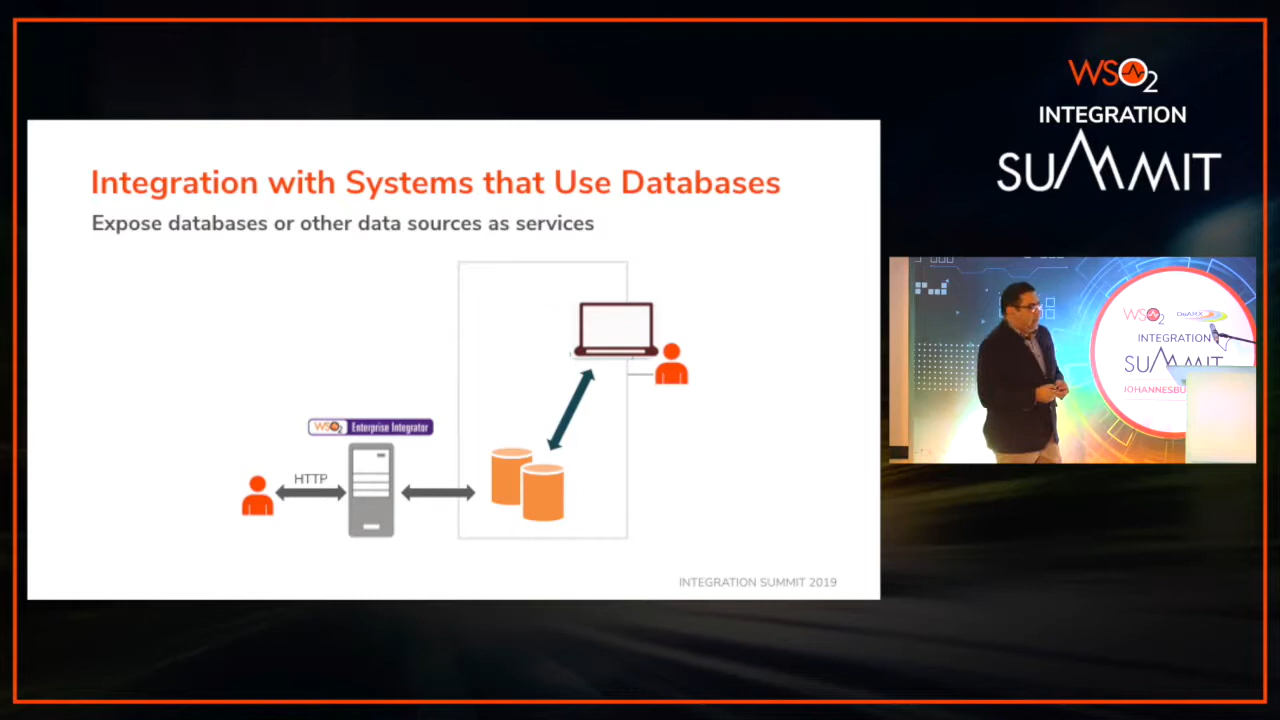 WSO2
INTEGRATION
SUMMIT
Integration with Systems that Use Databases
Expose databases or other data sources as services
WSO2 Enterprise Integrator
HTTP
INTEGRATION SUMMIT 2019
WSO2
INTEGRATION
SUMMIT
JOHANNESBU